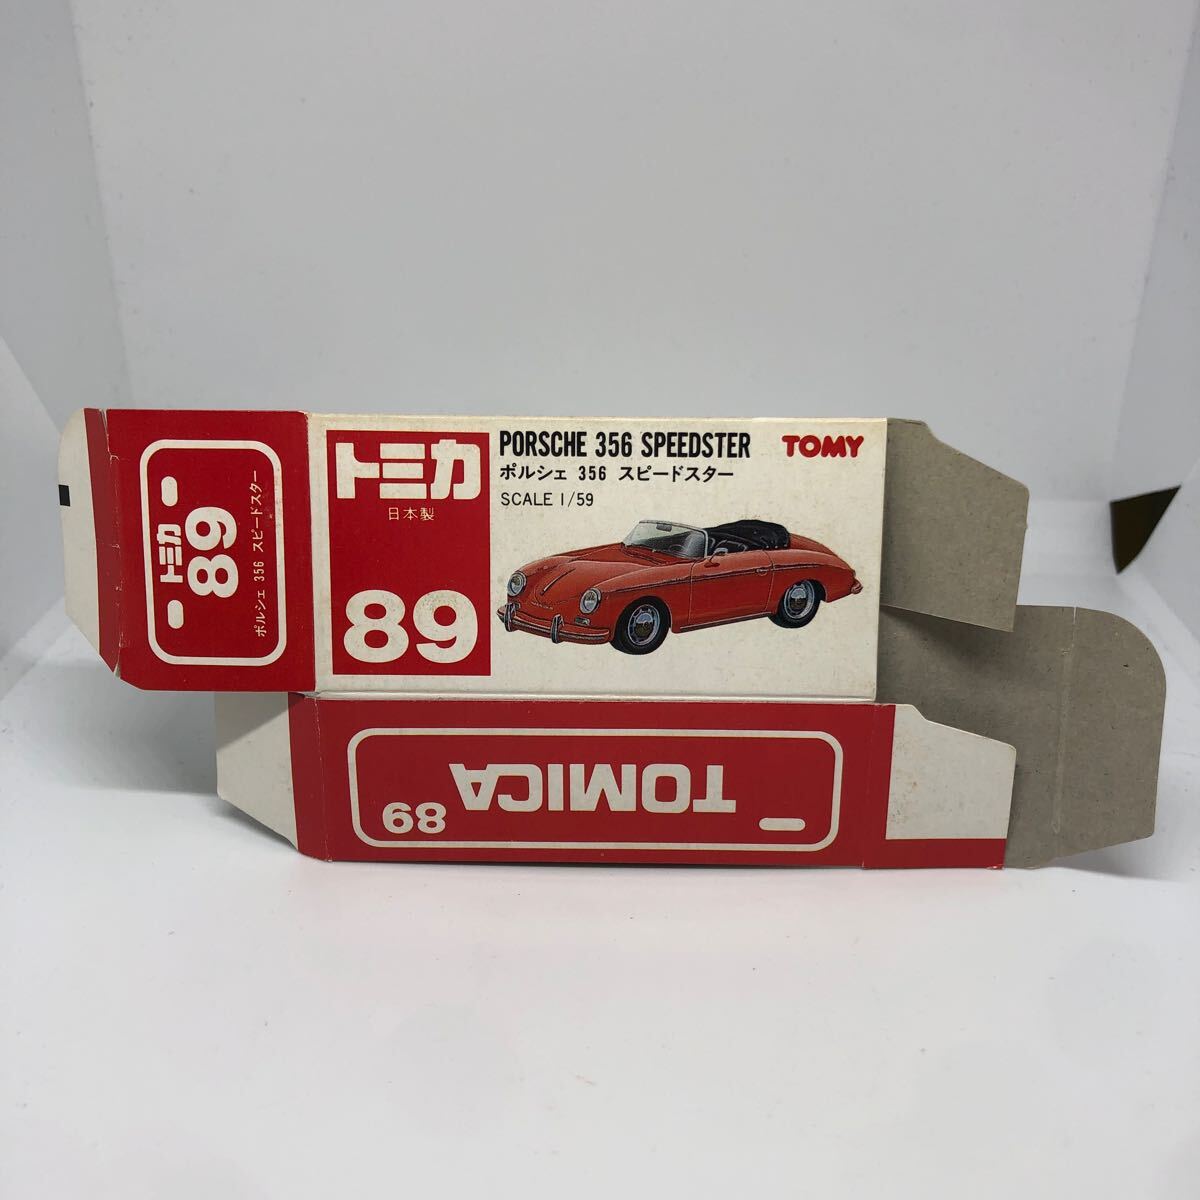 トミカ
日本製
89
PORSCHE 356 SPEEDSTER
ポルシェ 356 スピードスター
SCALE 1/59
TOMY
トミカ
89
ポルシェ 356 スピードスター
TOMICA
89